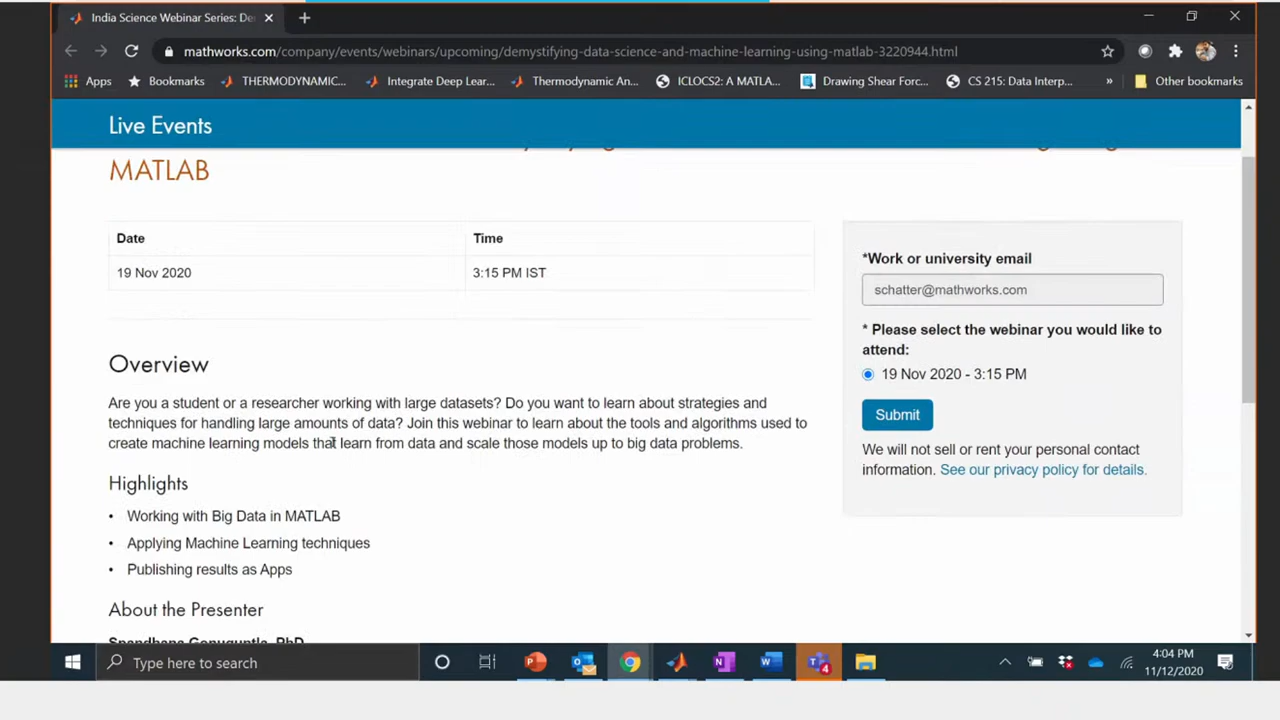 India Science Webinar Series: De
mathworks.com/company/events/webinars/upcoming/demystifying-data-science-and-machine-learning-using-matlab-3220944.html
Apps Bookmarks THERMODYNAMIC... Integrate Deep Lear... Thermodynamic An... ICLOCS2: A MATLA... Drawing Shear Forc... CS 215: Data Interp... » Other bookmarks
Live Events
MATLAB
Date Time
19 Nov 2020 3:15 PM IST
*Work or university email
schatter@mathworks.com
* Please select the webinar you would like to
attend:
19 Nov 2020 - 3:15 PM
Submit
We will not sell or rent your personal contact
information. See our privacy policy for details.
Overview
Are you a student or a researcher working with large datasets? Do you want to learn about strategies and
techniques for handling large amounts of data? Join this webinar to learn about the tools and algorithms used to
create machine learning models that learn from data and scale those models up to big data problems.
Highlights
• Working with Big Data in MATLAB
• Applying Machine Learning techniques
• Publishing results as Apps
About the Presenter
Type here to search
4
4:04 PM
11/12/2020